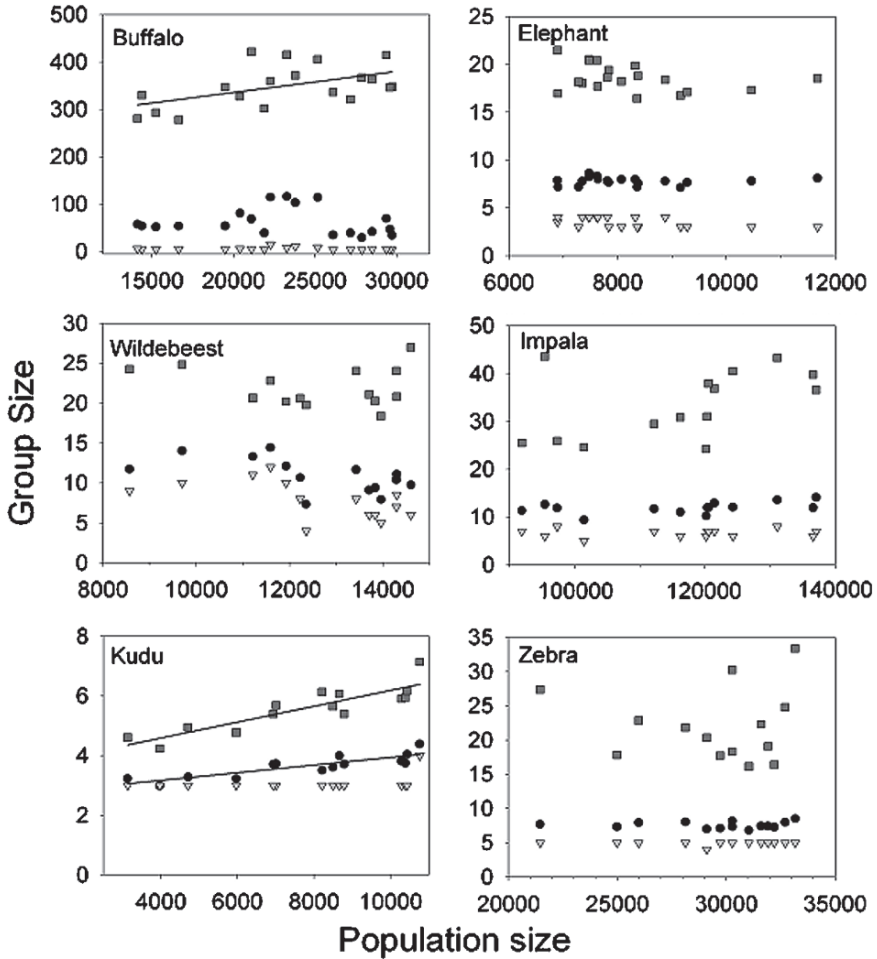 500
Buffalo
400
300
200
100
0
15000 20000 25000 30000
25
Elephant
20
15
10
5
0
6000 8000 10000 12000
30
Wildebeest
25
20
15
10
5
0
8000 10000 12000 14000
50
Impala
40
30
20
10
0
100000 120000 140000
8
Kudu
6
4
2
0
4000 6000 8000 10000
35
Zebra
30
25
20
15
10
5
0
20000 25000 30000 35000
Group Size
Population size